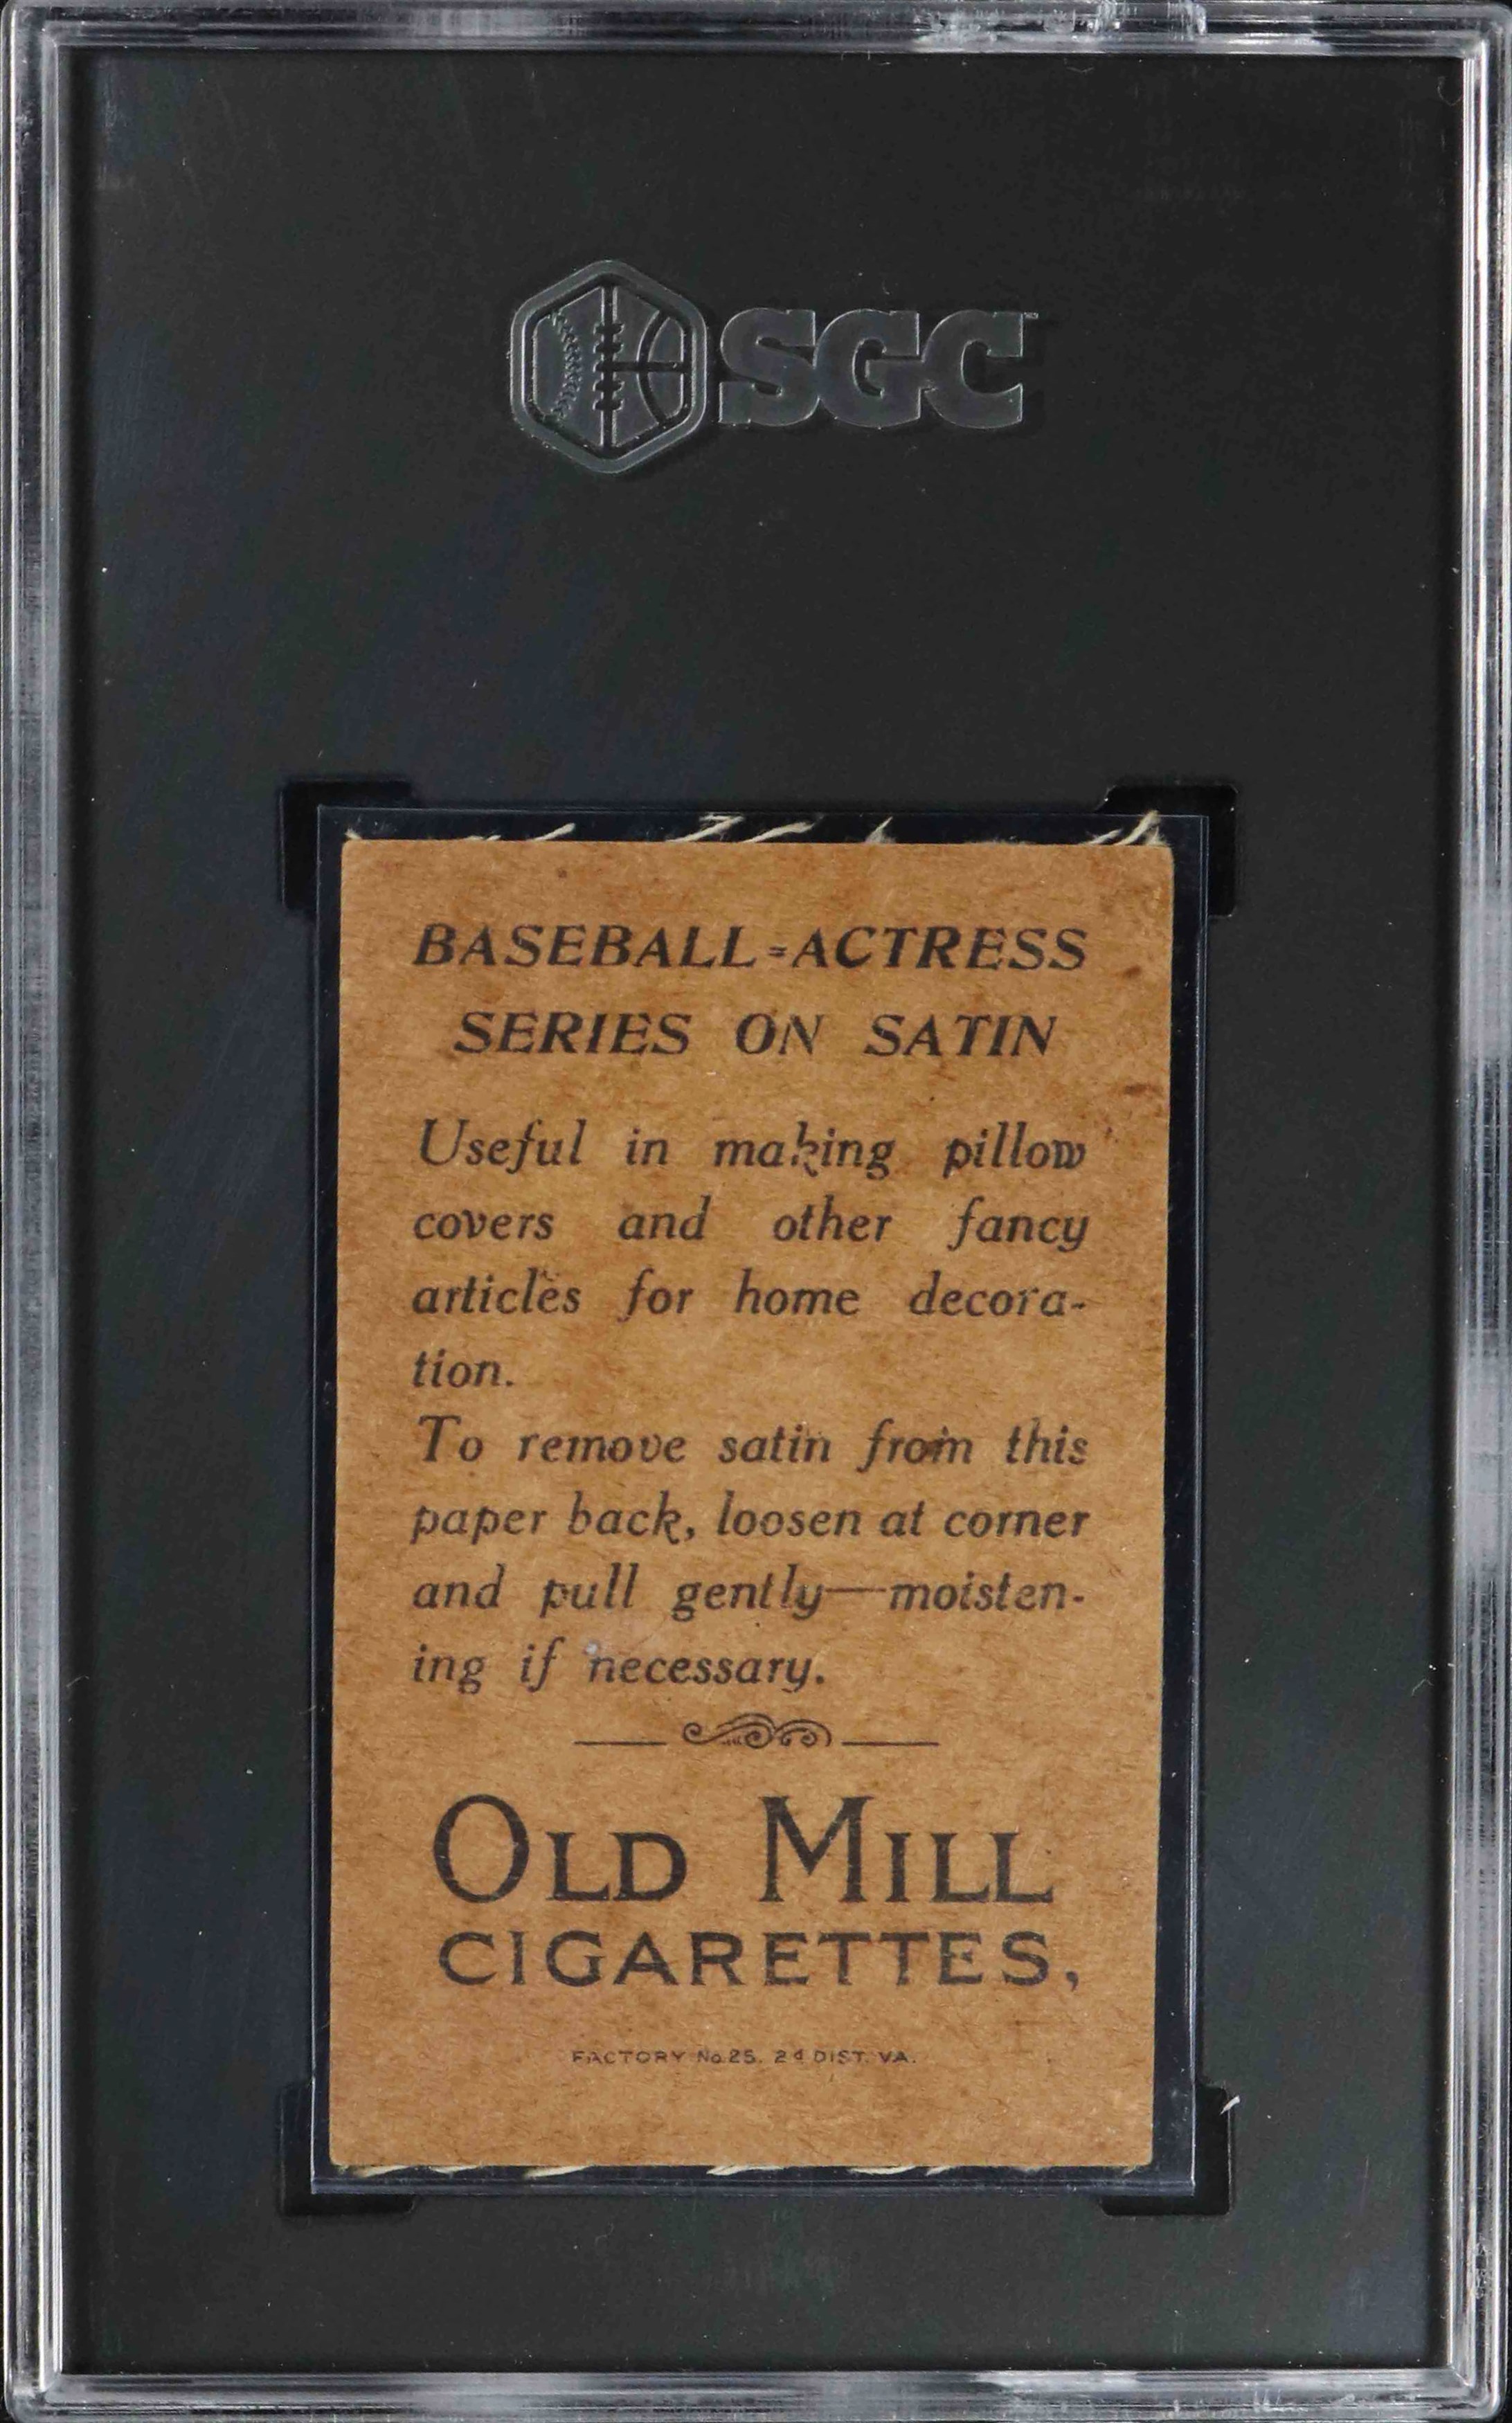 SGC
BASEBALL=ACTRESS
SERIES ON SATIN
Useful in making pillow
covers and other fancy
articles for home decora-
tion.
To remove satin from this
paper back, loosen at corner
and pull gently—moisten-
ing if necessary.
OLD MILL
CIGARETTES,
FACTORY No 25. 2d DIST. VA.